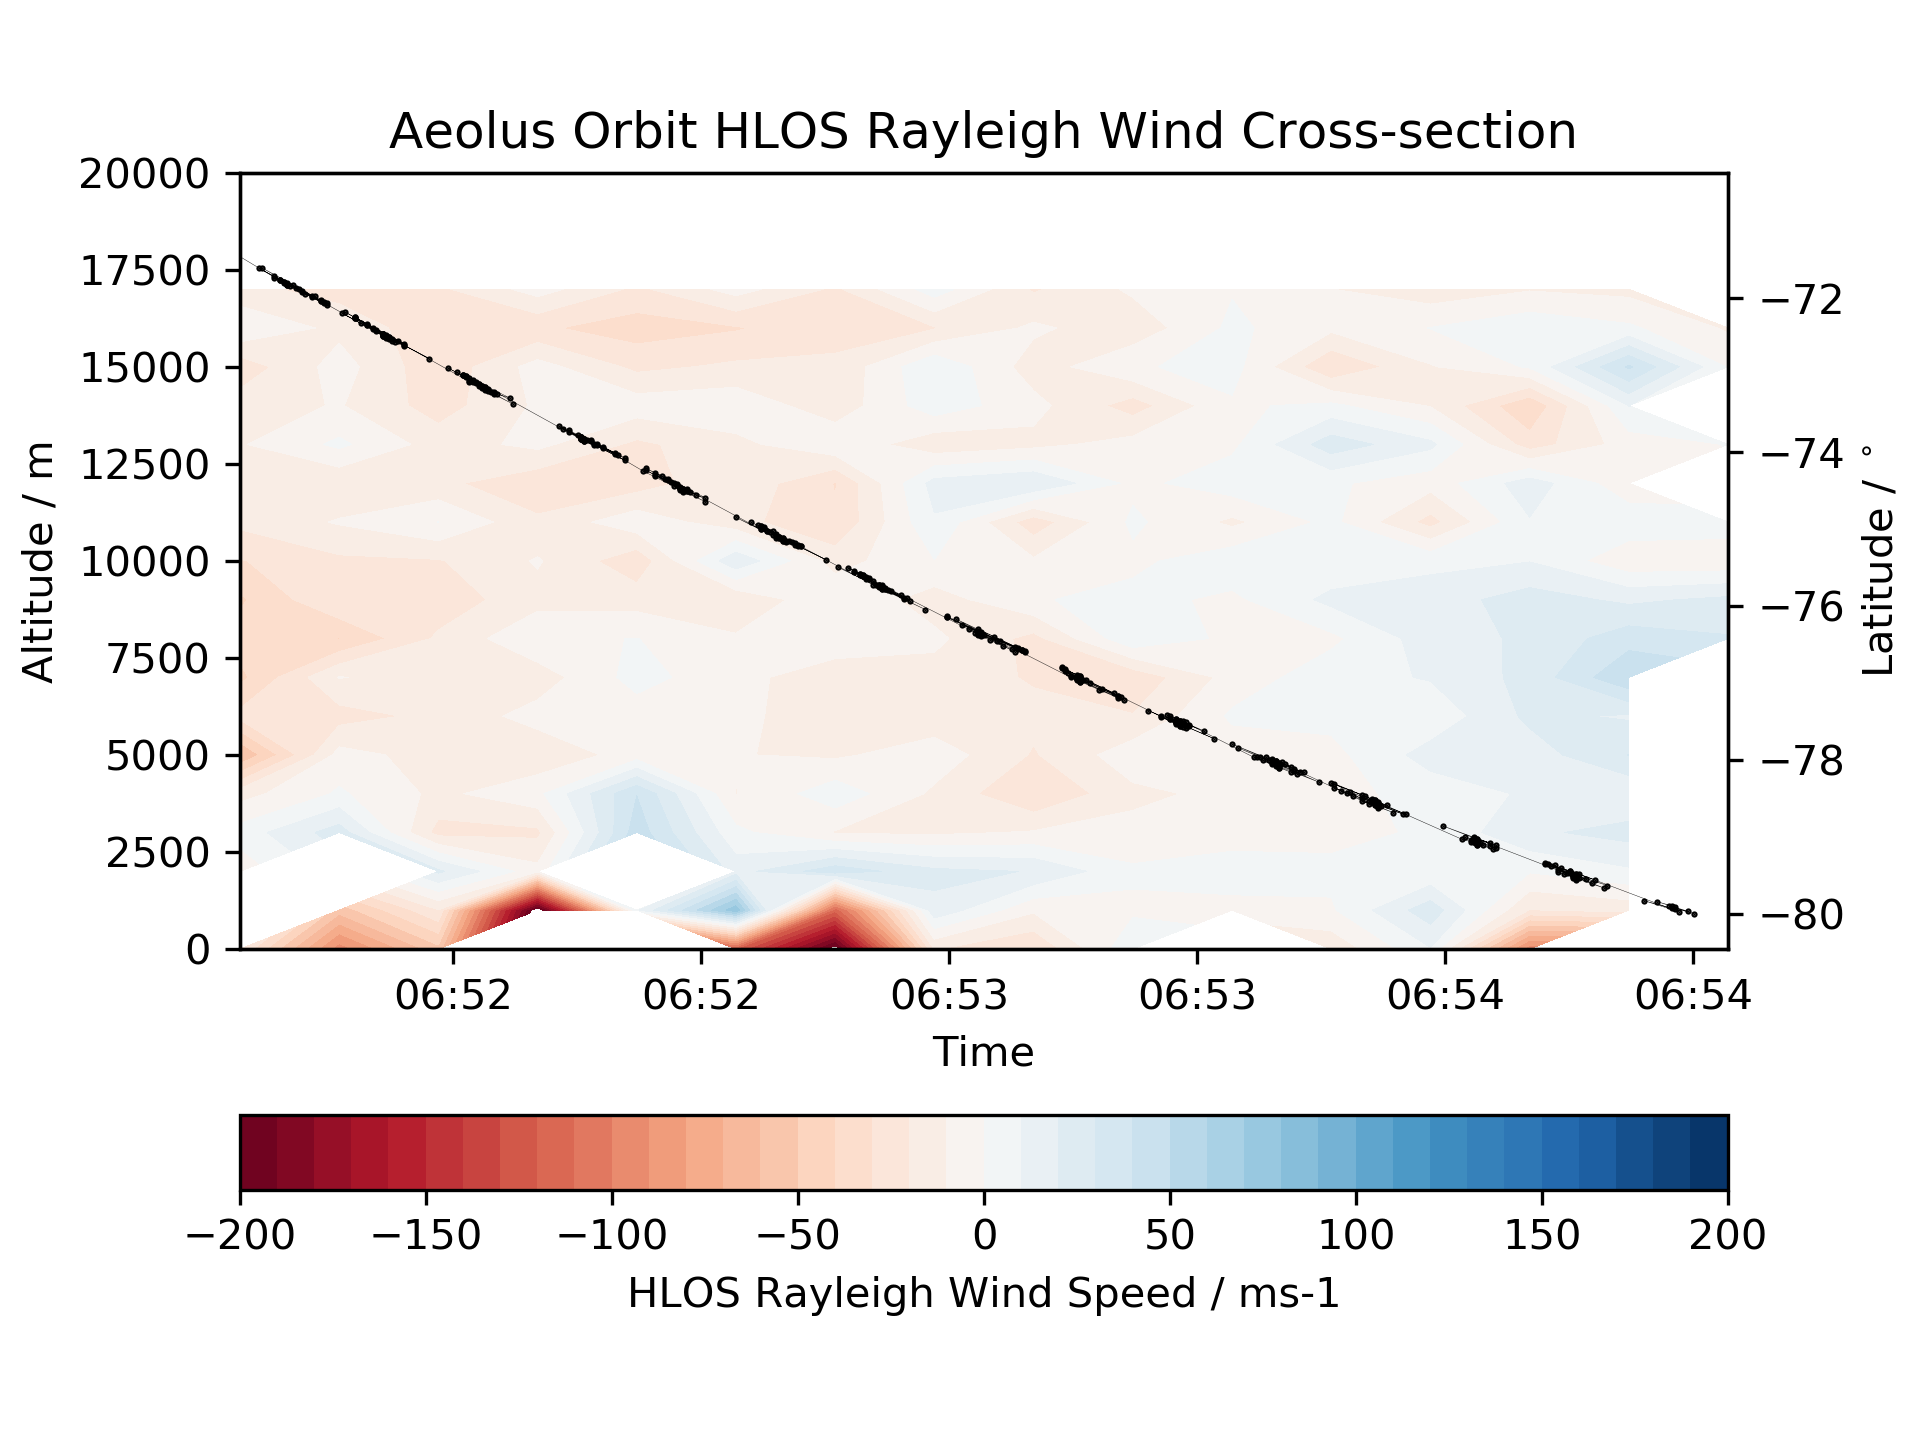 Aeolus Orbit HLOS Rayleigh Wind Cross-section
20000
17500
15000
12500
10000
7500
5000
2500
0
Altitude / m
−72
−74
−76
−78
−80
Latitude / °
06:52 06:52 06:53 06:53 06:54 06:54
Time
−200 −150 −100 −50 0 50 100 150 200
HLOS Rayleigh Wind Speed / ms-1